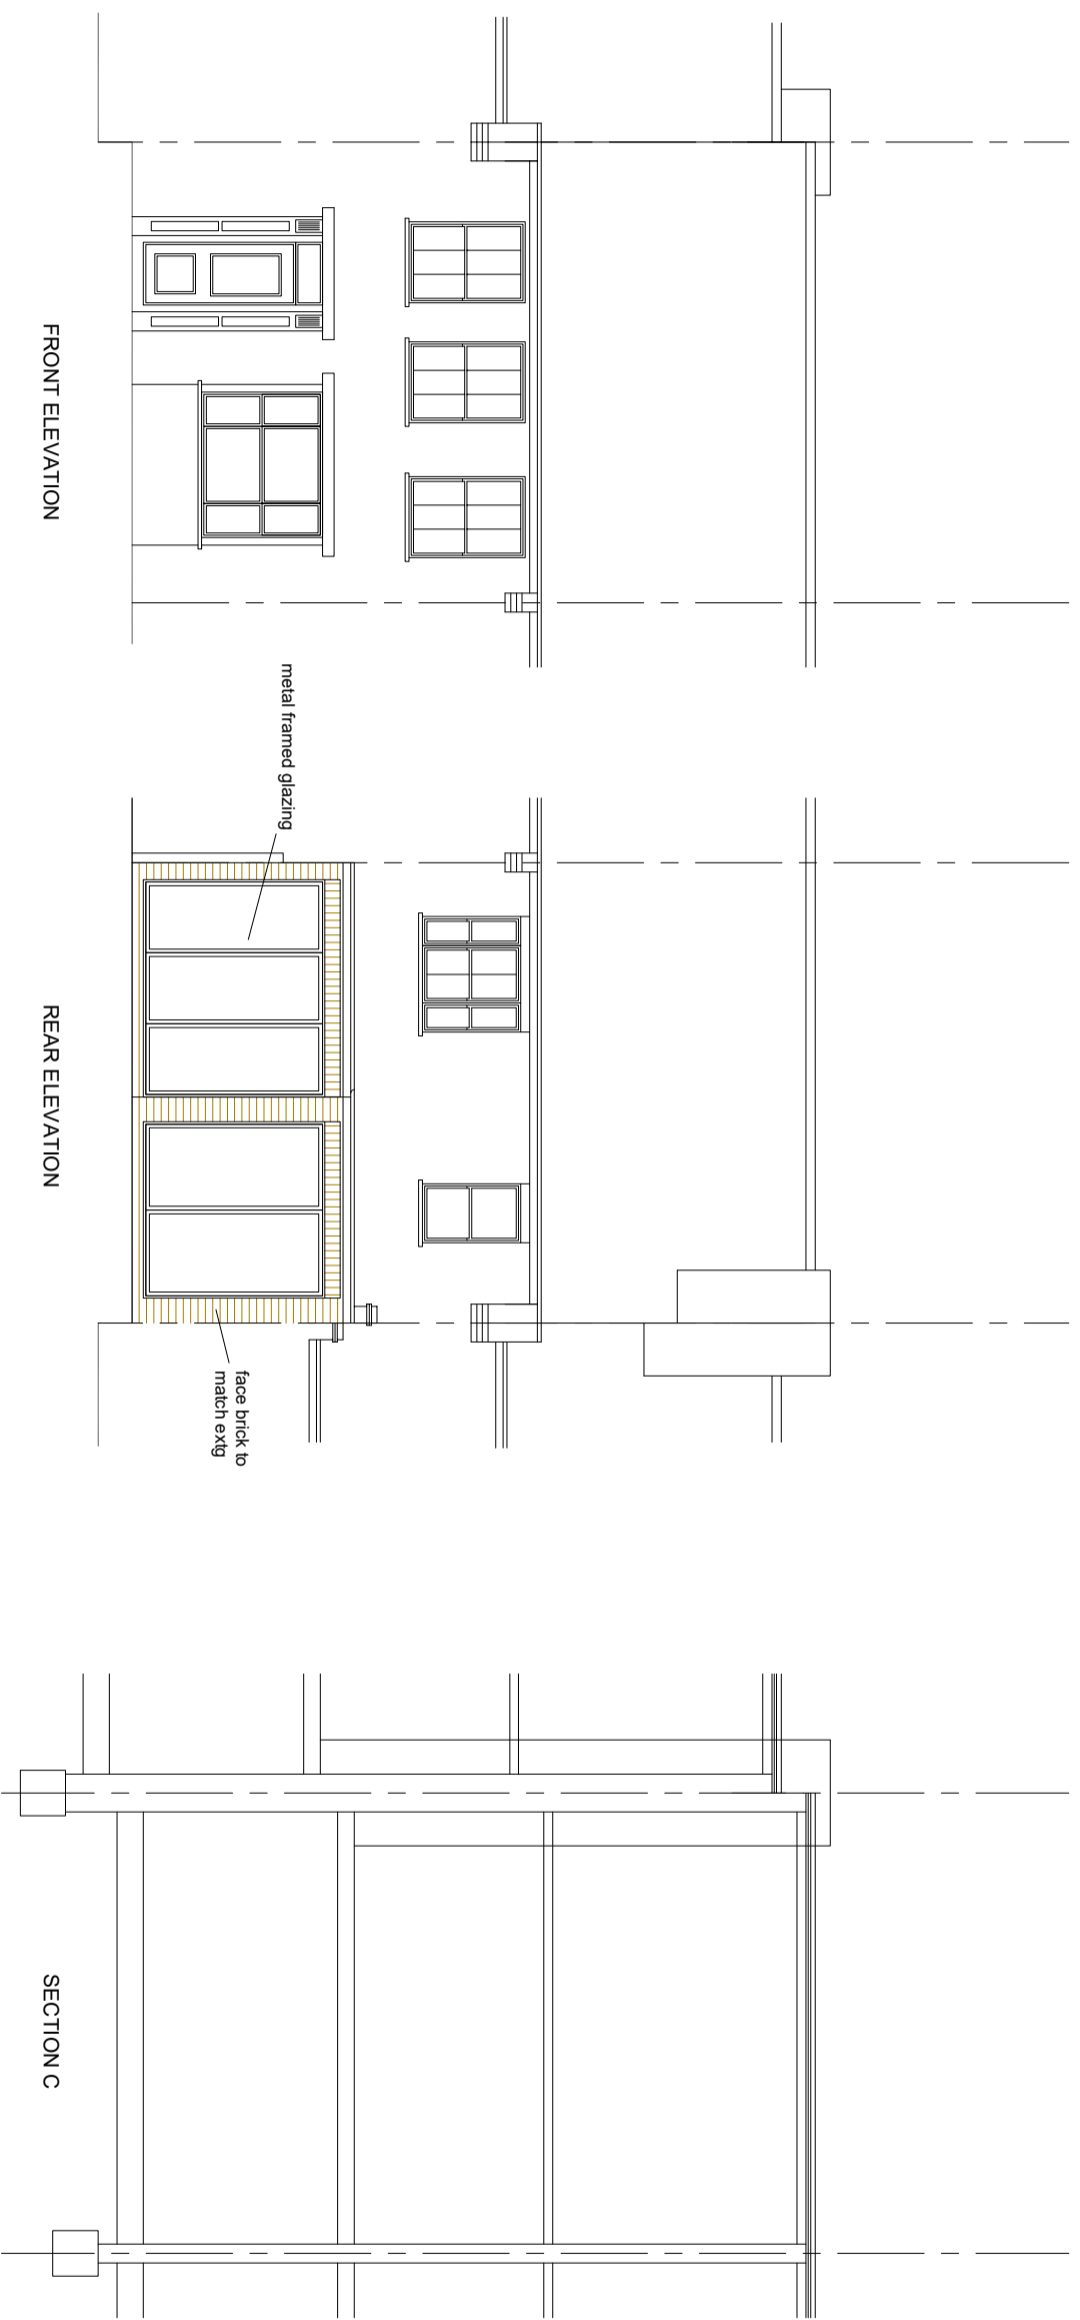 FRONT ELEVATION
metal framed glazing
REAR ELEVATION
face brick to
match extg
SECTION C